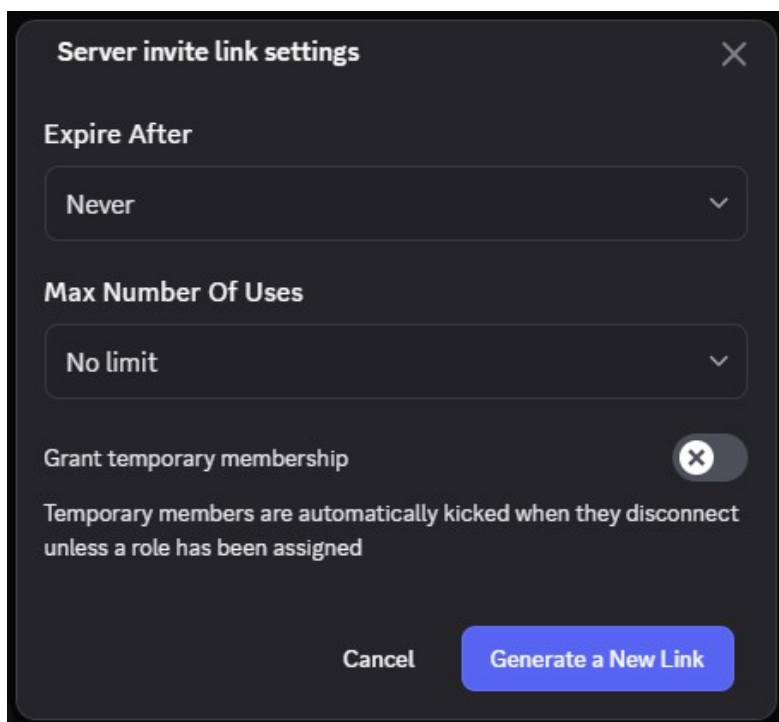 Server invite link settings
Expire After
Never
Max Number Of Uses
No limit
Grant temporary membership
Temporary members are automatically kicked when they disconnect
unless a role has been assigned
Cancel
Generate a New Link